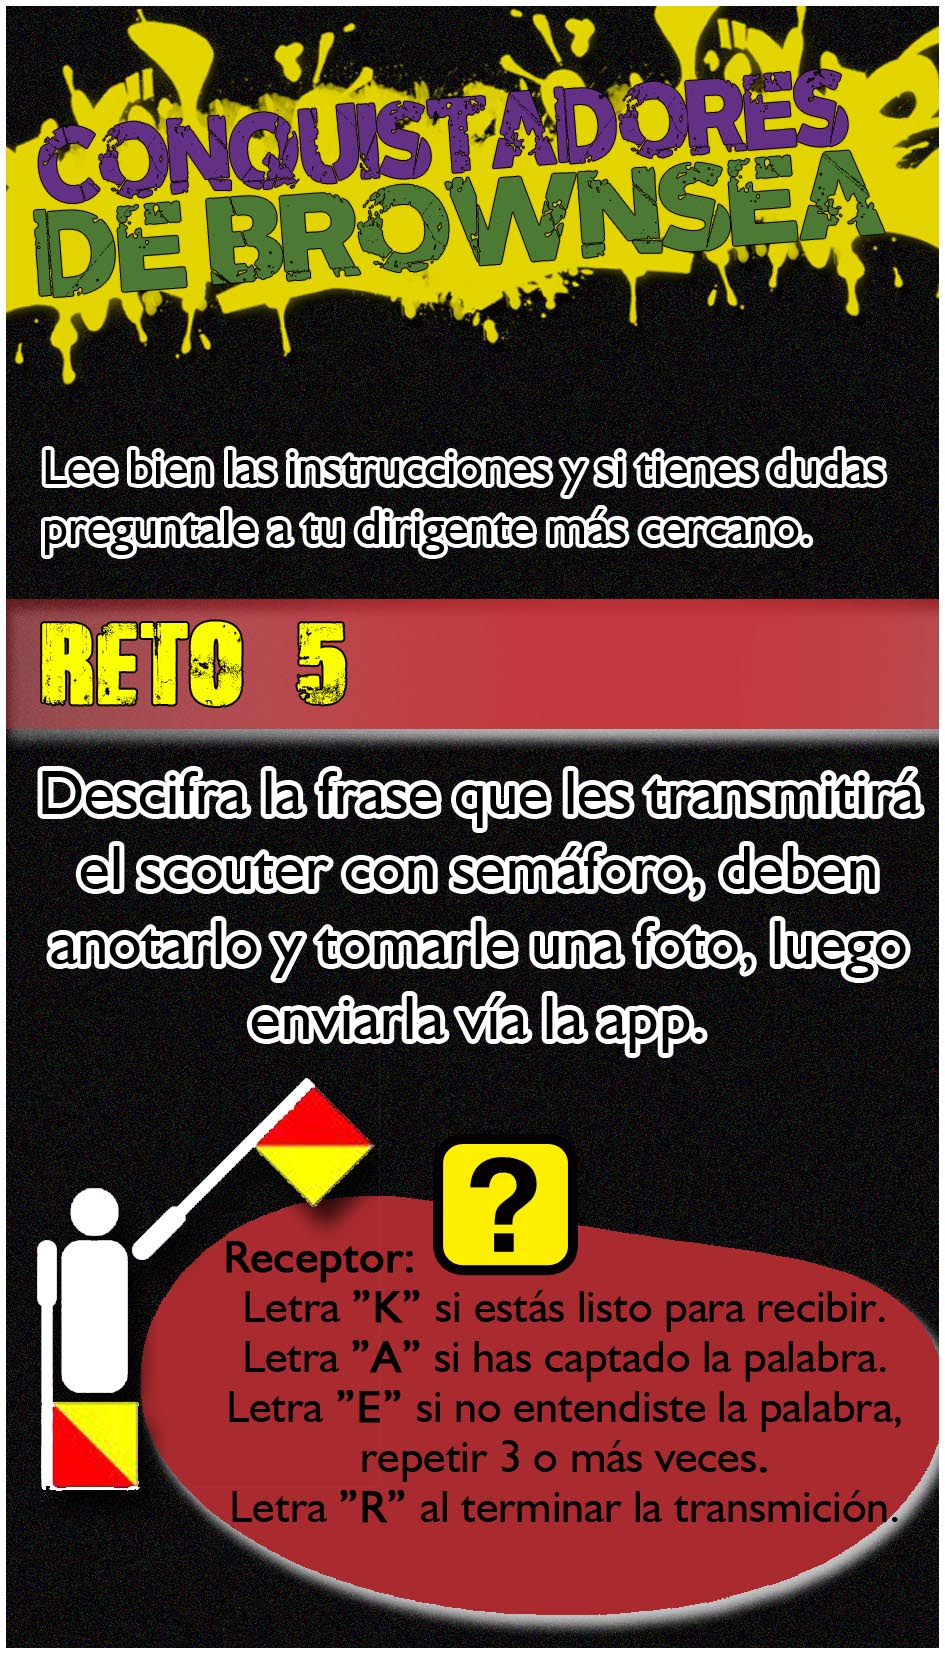 CONQUISTADORES
DE BROWNSEA
Lee bien las instrucciones y si tienes dudas
preguntale a tu dirigente más cercano.
RETO 5
Descifra la frase que les transmitirá
el scouter con semáforo, deben
anotarlo y tomarle una foto, luego
enviarla vía la app.
?
Receptor:
Letra ”K” si estás listo para recibir.
Letra ”A” si has captado la palabra.
Letra ”E” si no entendiste la palabra,
repetir 3 o más veces.
Letra ”R” al terminar la transmición.